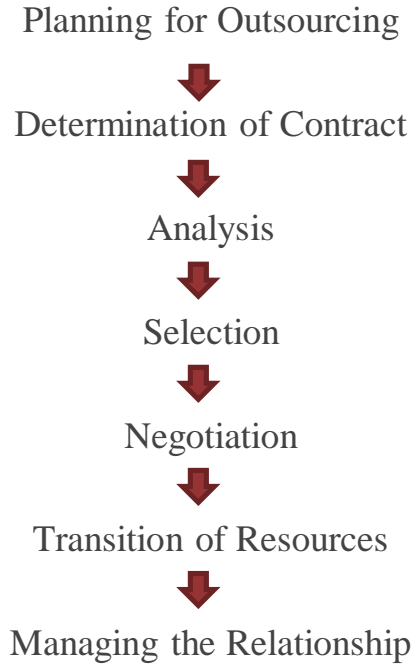 Planning for Outsourcing
Determination of Contract
Analysis
Selection
Negotiation
Transition of Resources
Managing the Relationship